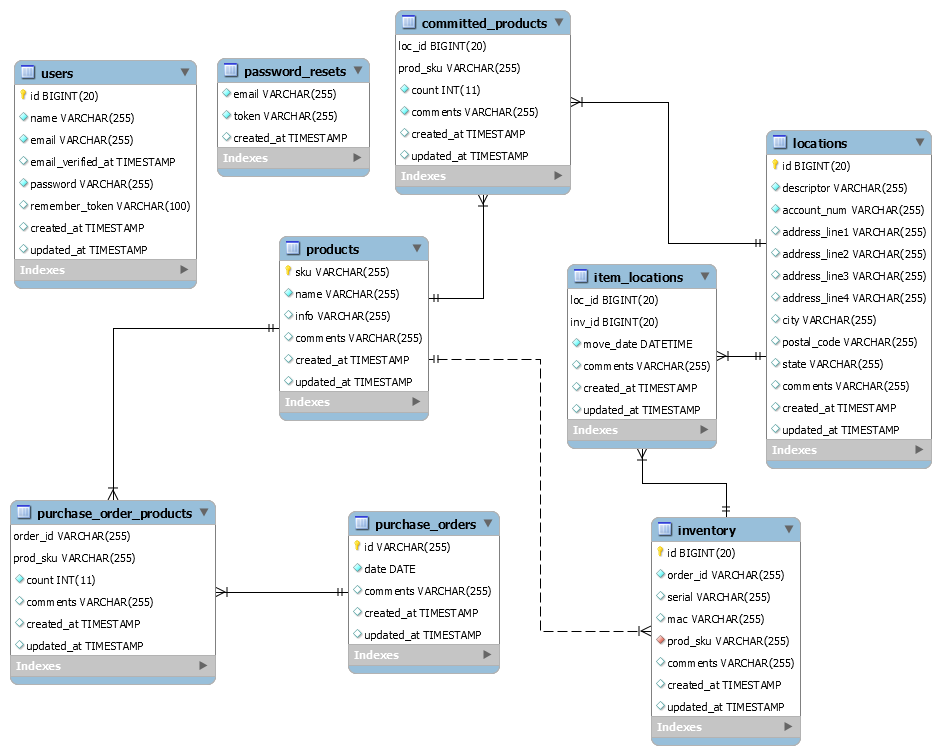 committed_products
loc_id BIGINT(20)
prod_sku VARCHAR(255)
count INT(11)
comments VARCHAR(255)
created_at TIMESTAMP
updated_at TIMESTAMP
Indexes
users
id BIGINT(20)
name VARCHAR(255)
email VARCHAR(255)
email_verified_at TIMESTAMP
password VARCHAR(255)
remember_token VARCHAR(100)
created_at TIMESTAMP
updated_at TIMESTAMP
Indexes
password_resets
email VARCHAR(255)
token VARCHAR(255)
created_at TIMESTAMP
Indexes
locations
id BIGINT(20)
descriptor VARCHAR(255)
account_num VARCHAR(255)
address_line1 VARCHAR(255)
address_line2 VARCHAR(255)
address_line3 VARCHAR(255)
address_line4 VARCHAR(255)
city VARCHAR(255)
postal_code VARCHAR(255)
state VARCHAR(255)
comments VARCHAR(255)
created_at TIMESTAMP
updated_at TIMESTAMP
Indexes
products
sku VARCHAR(255)
name VARCHAR(255)
info VARCHAR(255)
comments VARCHAR(255)
created_at TIMESTAMP
updated_at TIMESTAMP
Indexes
item_locations
loc_id BIGINT(20)
inv_id BIGINT(20)
move_date DATETIME
comments VARCHAR(255)
created_at TIMESTAMP
updated_at TIMESTAMP
Indexes
purchase_order_products
order_id VARCHAR(255)
prod_sku VARCHAR(255)
count INT(11)
comments VARCHAR(255)
created_at TIMESTAMP
updated_at TIMESTAMP
Indexes
purchase_orders
id VARCHAR(255)
date DATE
comments VARCHAR(255)
created_at TIMESTAMP
updated_at TIMESTAMP
Indexes
inventory
id BIGINT(20)
order_id VARCHAR(255)
serial VARCHAR(255)
mac VARCHAR(255)
prod_sku VARCHAR(255)
comments VARCHAR(255)
created_at TIMESTAMP
updated_at TIMESTAMP
Indexes